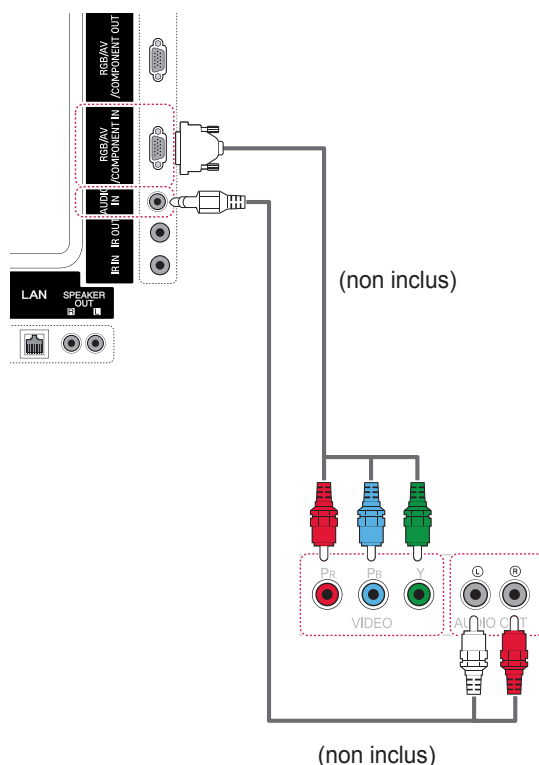 RGB/AV
/COMPONENT OUT
RGB/AV
/COMPONENT IN
AUDIO
IN
IR OUT
IR IN
LAN
SPEAKER
OUT
R L
(non inclus)
PR PB Y
VIDEO
L R
AUDIO OUT
(non inclus)